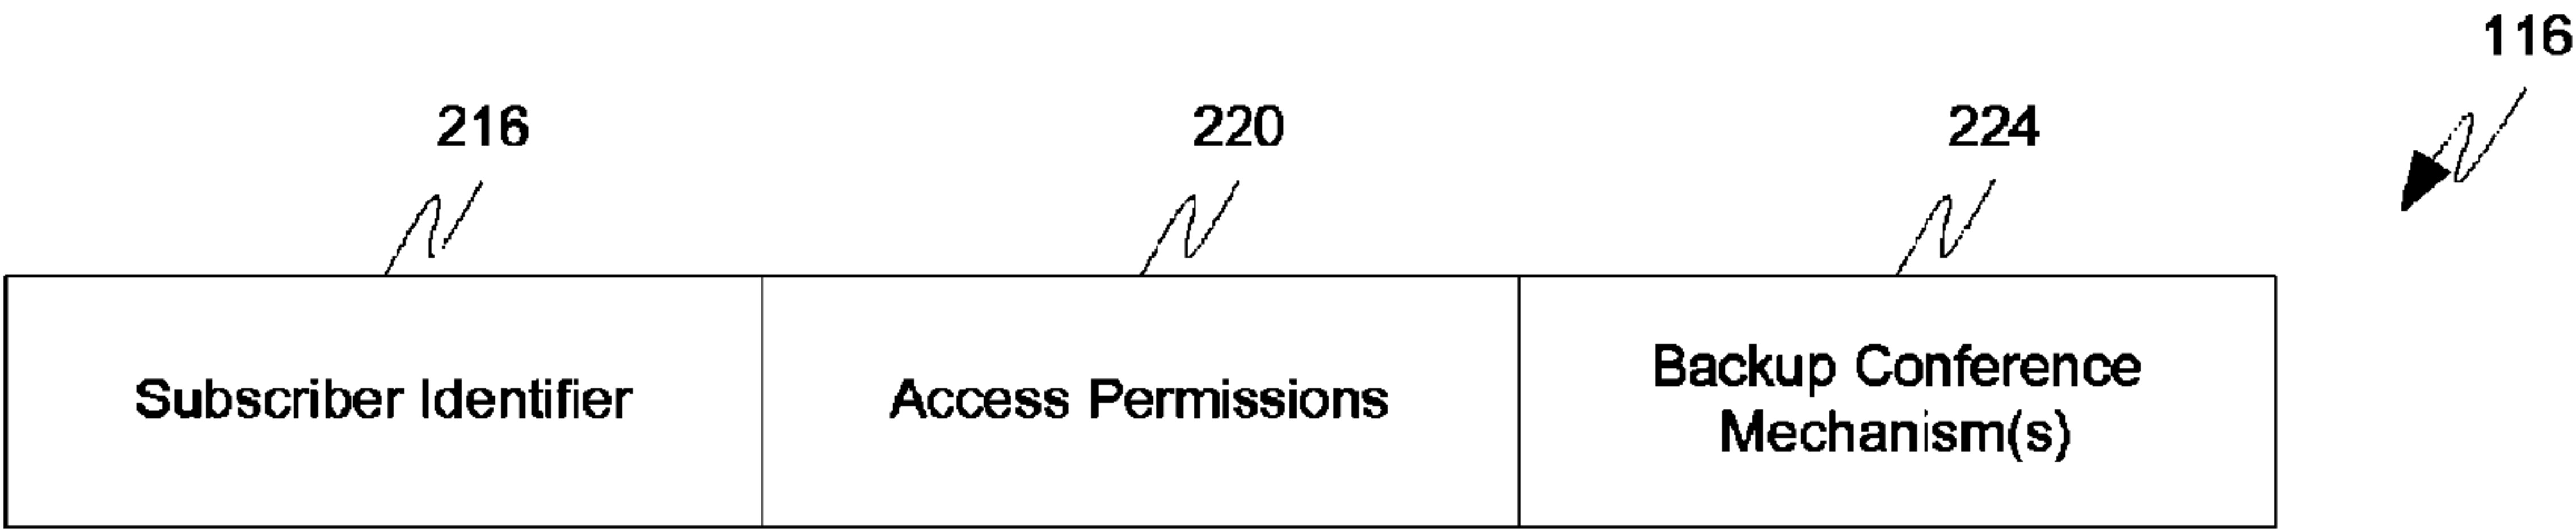 116
216
220
224
Subscriber Identifier
Access Permissions
Backup Conference
Mechanism(s)